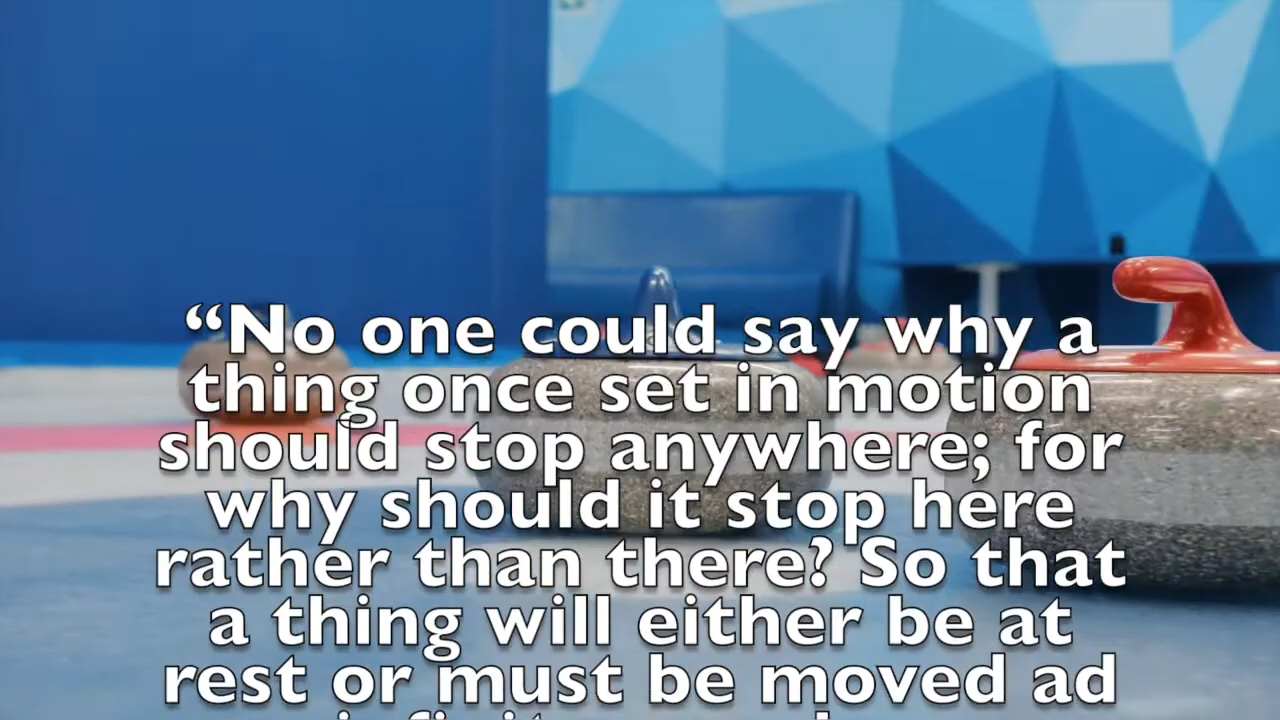 “No one could say why a
thing once set in motion
should stop anywhere; for
why should it stop here
rather than there? So that
a thing will either be at
rest or must be moved ad